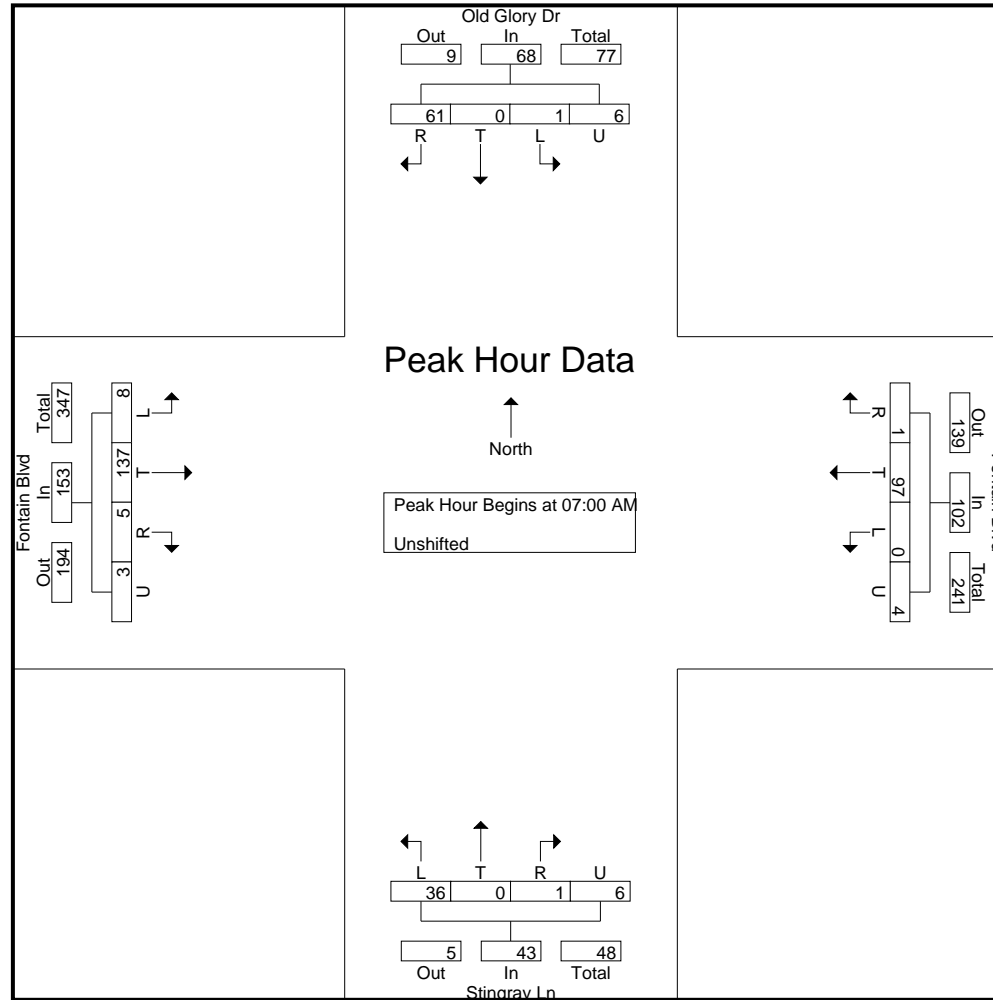 Old Glory Dr
Out In Total
9 68 77
61 0 1 6
R T L U
Peak Hour Data
North
Peak Hour Begins at 07:00 AM
Unshifted
Fontain Blvd
Total In Out
347 153 194
8 137 5 3
L T R U
R T L U
1 97 0 4
Out In Total
139 102 241
L T R U
36 0 1 6
5 43 48
Out In Total
Stingray Ln